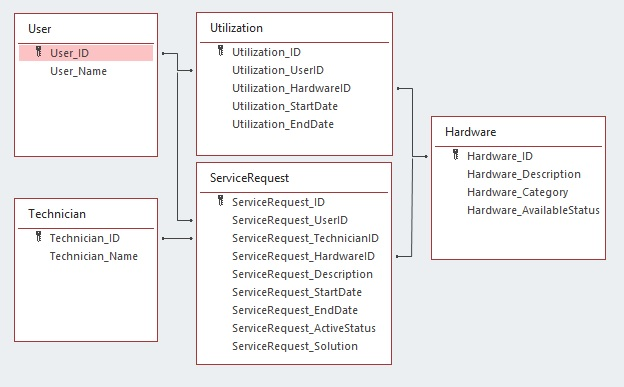 User
User_ID
User_Name
Utilization
Utilization_ID
Utilization_UserID
Utilization_HardwareID
Utilization_StartDate
Utilization_EndDate
Hardware
Hardware_ID
Hardware_Description
Hardware_Category
Hardware_AvailableStatus
Technician
Technician_ID
Technician_Name
ServiceRequest
ServiceRequest_ID
ServiceRequest_UserID
ServiceRequest_TechnicianID
ServiceRequest_HardwareID
ServiceRequest_Description
ServiceRequest_StartDate
ServiceRequest_EndDate
ServiceRequest_ActiveStatus
ServiceRequest_Solution